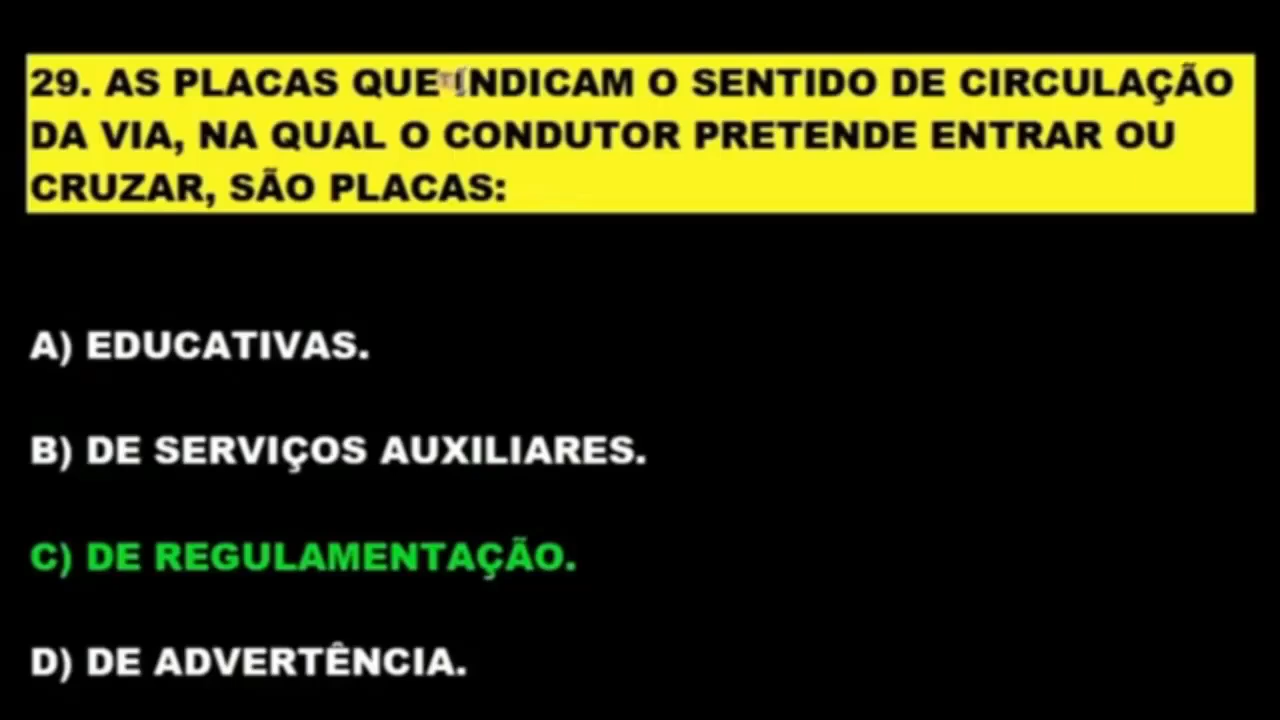 29. AS PLACAS QUE INDICAM O SENTIDO DE CIRCULAÇÃO
DA VIA, NA QUAL O CONDUTOR PRETENDE ENTRAR OU
CRUZAR, SÃO PLACAS:
A) EDUCATIVAS.
B) DE SERVIÇOS AUXILIARES.
C) DE REGULAMENTAÇÃO.
D) DE ADVERTÊNCIA.